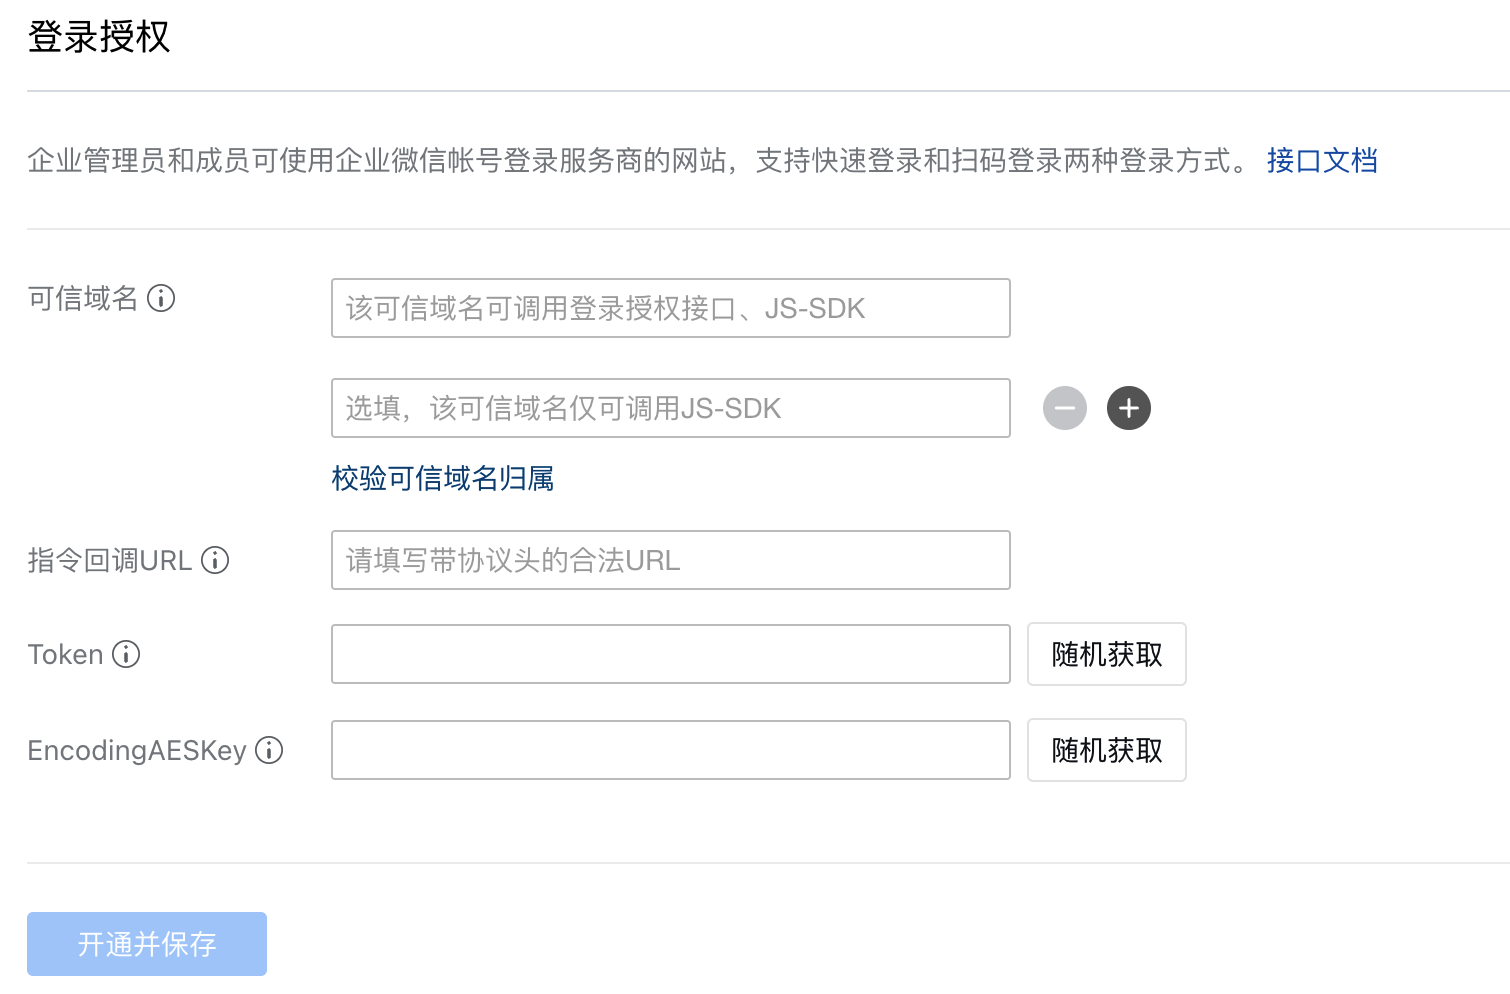 登录授权
企业管理员和成员可使用企业微信帐号登录服务商的网站，支持快速登录和扫码登录两种登录方式。 接口文档
可信域名
该可信域名可调用登录授权接口、JS-SDK
选填，该可信域名仅可调用JS-SDK
校验可信域名归属
指令回调URL
请填写带协议头的合法URL
Token
随机获取
EncodingAESKey
随机获取
开通并保存